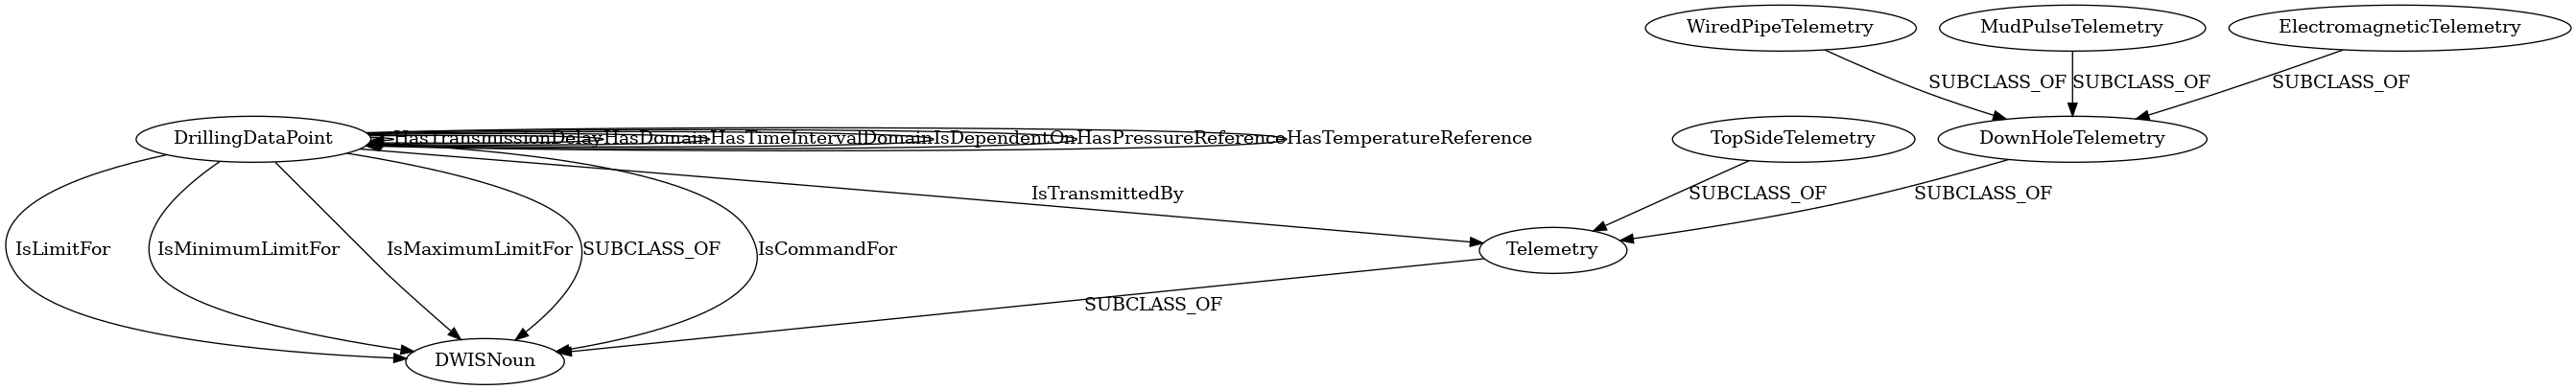 WiredPipeTelemetry
MudPulseTelemetry
ElectromagneticTelemetry
SUBCLASS_OF
SUBCLASS_OF
SUBCLASS_OF
DrillingDataPoint
HasTransmissionDelay
HasDomain
HasTimeIntervalDomain
IsDependentOn
HasPressureReference
HasTemperatureReference
TopSideTelemetry
DownHoleTelemetry
IsTransmittedBy
SUBCLASS_OF
SUBCLASS_OF
IsLimitFor
IsMinimumLimitFor
IsMaximumLimitFor
SUBCLASS_OF
IsCommandFor
Telemetry
SUBCLASS_OF
DWISNoun